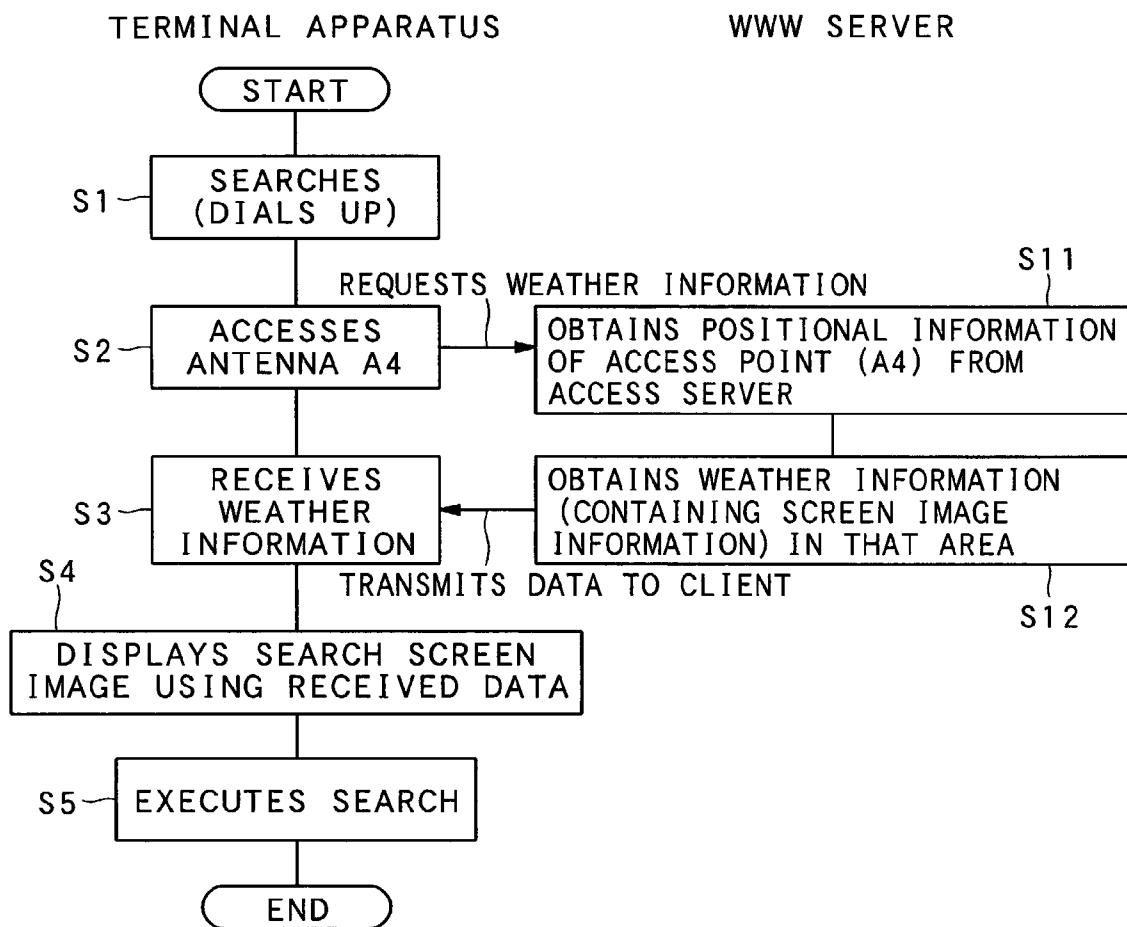 TERMINAL APPARATUS
WWW SERVER
START
S1
SEARCHES
(DIALS UP)
REQUESTS WEATHER INFORMATION
S11
S2
ACCESSES
ANTENNA A4
OBTAINS POSITIONAL INFORMATION
OF ACCESS POINT (A4) FROM
ACCESS SERVER
S3
RECEIVES
WEATHER
INFORMATION
OBTAINS WEATHER INFORMATION
(CONTAINING SCREEN IMAGE
INFORMATION) IN THAT AREA
TRANSMITS DATA TO CLIENT
S12
S4
DISPLAYS SEARCH SCREEN
IMAGE USING RECEIVED DATA
S5
EXECUTES SEARCH
END